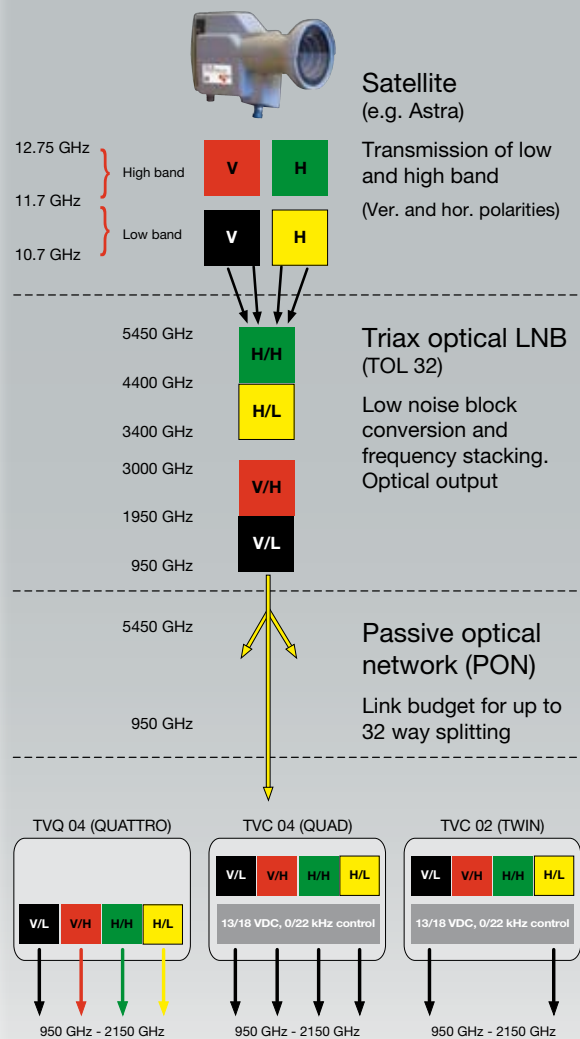 Satellite
(e.g. Astra)
12.75 GHz
High band
V
H
Transmission of low
and high band
11.7 GHz
(Ver. and hor. polarities)
Low band
V
H
10.7 GHz
5450 GHz
H/H
Triax optical LNB
(TOL 32)
4400 GHz
H/L
Low noise block
conversion and
frequency stacking.
Optical output
3400 GHz
3000 GHz
V/H
1950 GHz
V/L
950 GHz
5450 GHz
Passive optical
network (PON)
Link budget for up to
32 way splitting
950 GHz
TVQ 04 (QUATTRO)
V/L V/H H/H H/L
950 GHz - 2150 GHz
TVC 04 (QUAD)
V/L V/H H/H H/L
13/18 VDC, 0/22 kHz control
950 GHz - 2150 GHz
TVC 02 (TWIN)
V/L V/H H/H H/L
13/18 VDC, 0/22 kHz control
950 GHz - 2150 GHz